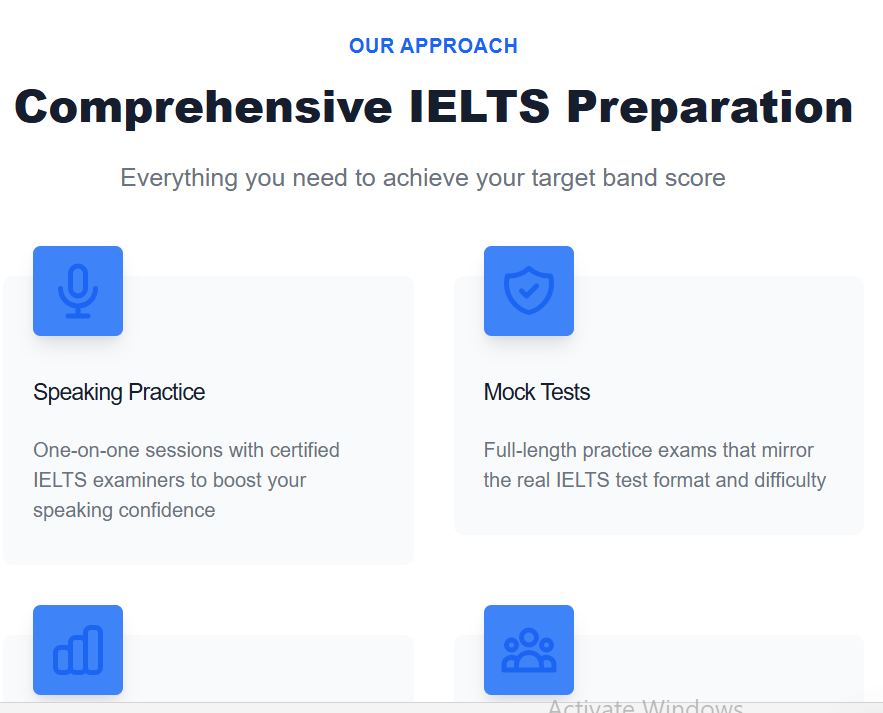 OUR APPROACH
Comprehensive IELTS Preparation
Everything you need to achieve your target band score
Speaking Practice
One-on-one sessions with certified
IELTS examiners to boost your
speaking confidence
Mock Tests
Full-length practice exams that mirror
the real IELTS test format and difficulty
Activate Windows